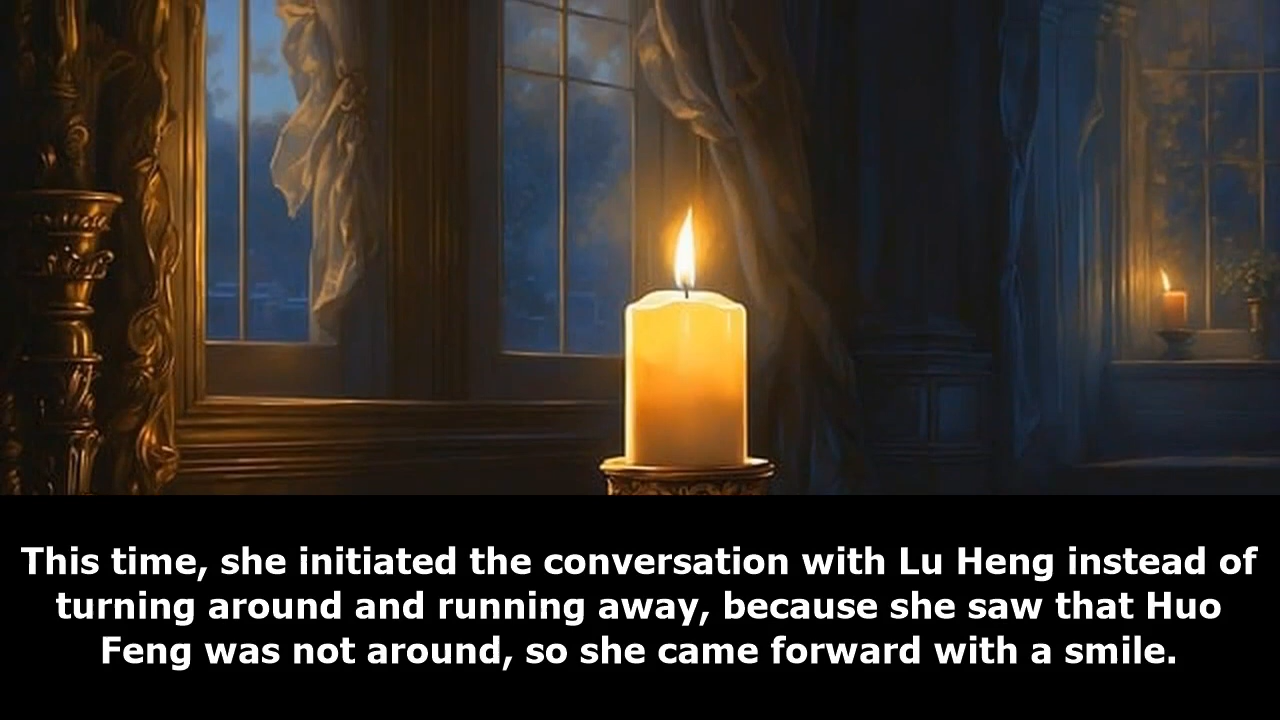 This time, she initiated the conversation with Lu Heng instead of
turning around and running away, because she saw that Huo
Feng was not around, so she came forward with a smile.